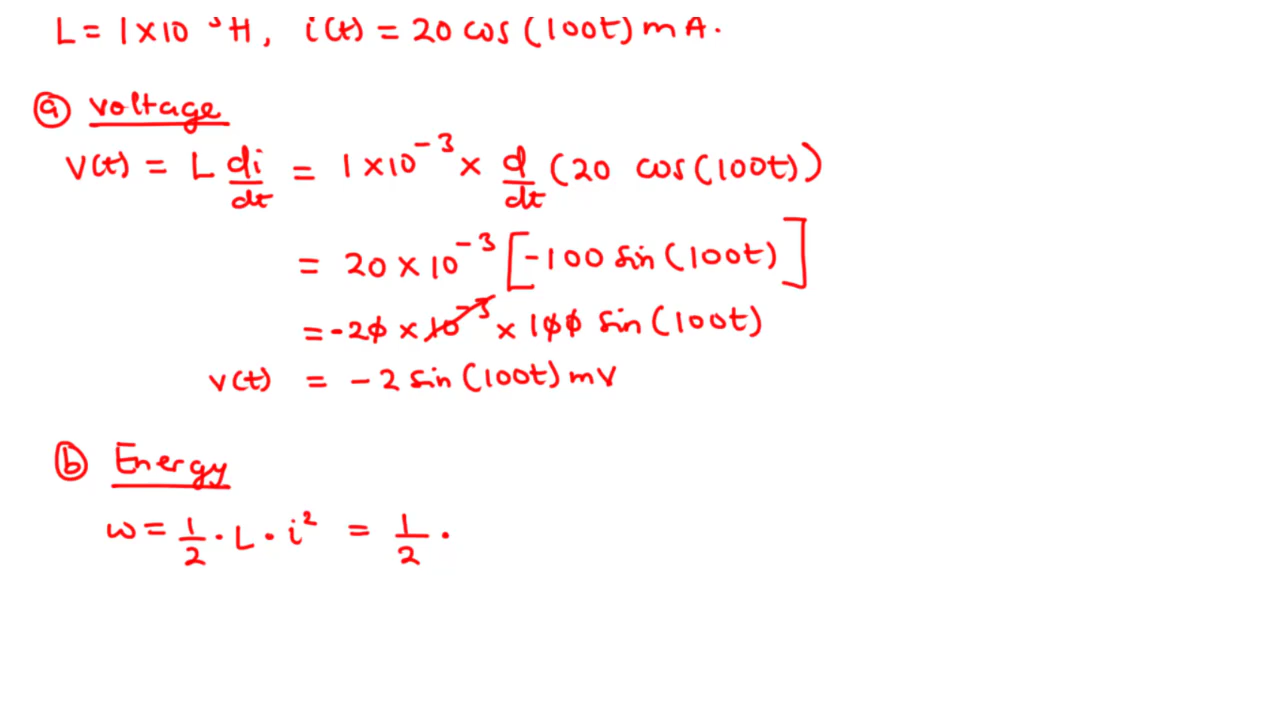 L = 1×10⁻³H, i(t) = 20 cos(100t) mA.
ⓐ Voltage
V(t) = L di/dt = 1×10⁻³ × d/dt (20 cos(100t))
= 20×10⁻³ [-100 sin(100t)]
= -20 × 10⁻³ × 100 sin(100t)
v(t) = -2 sin(100t) mV
ⓑ Energy
w = 1/2 · L · i² = 1/2 ·